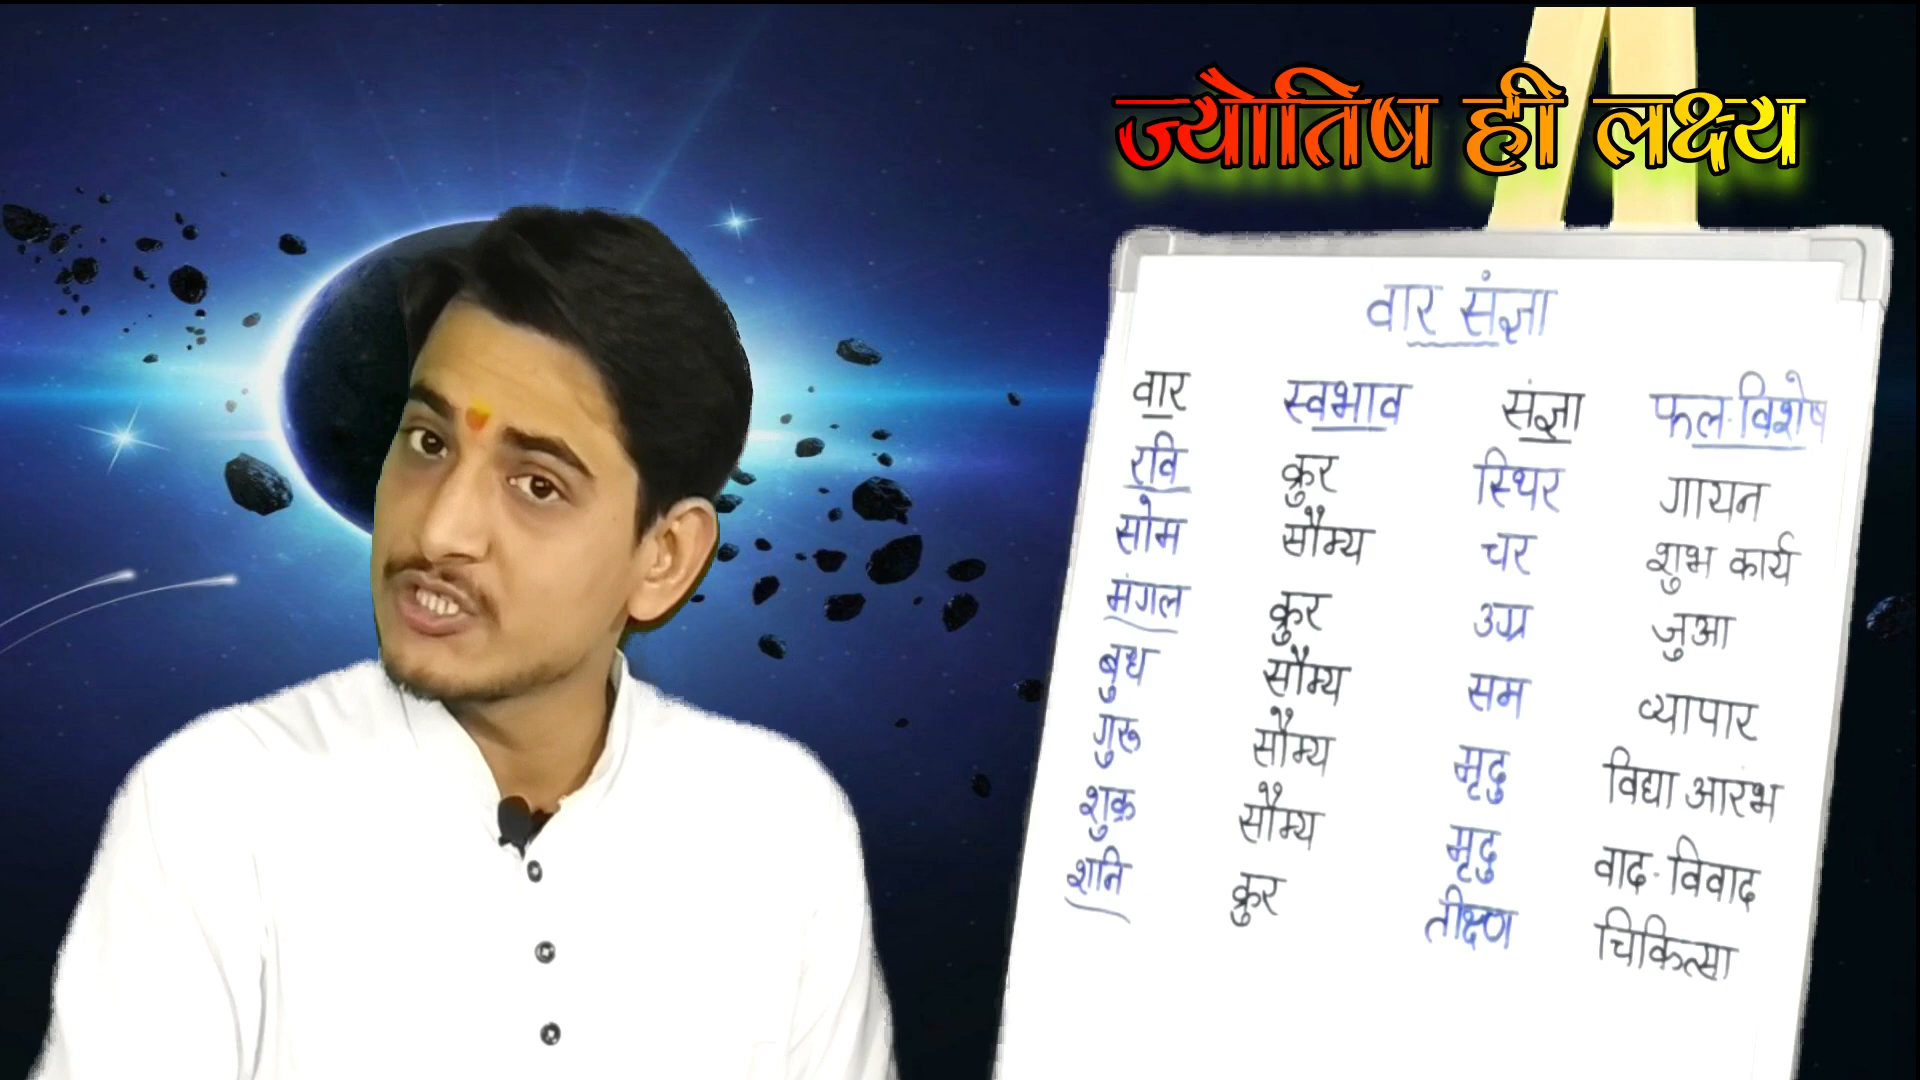 ज्योतिष ही लक्ष्य
वार संज्ञा
वार स्वभाव संज्ञा फल-विशेष
रवि क्रुर स्थिर गायन
सोम सौम्य चर शुभ कार्य
मंगल क्रुर उग्र जुआ
बुध सौम्य सम व्यापार
गुरू सौम्य मृदु विद्या आरंभ
शुक्र सौम्य मृदु वाद-विवाद
शनि क्रुर तीक्ष्ण चिकित्सा